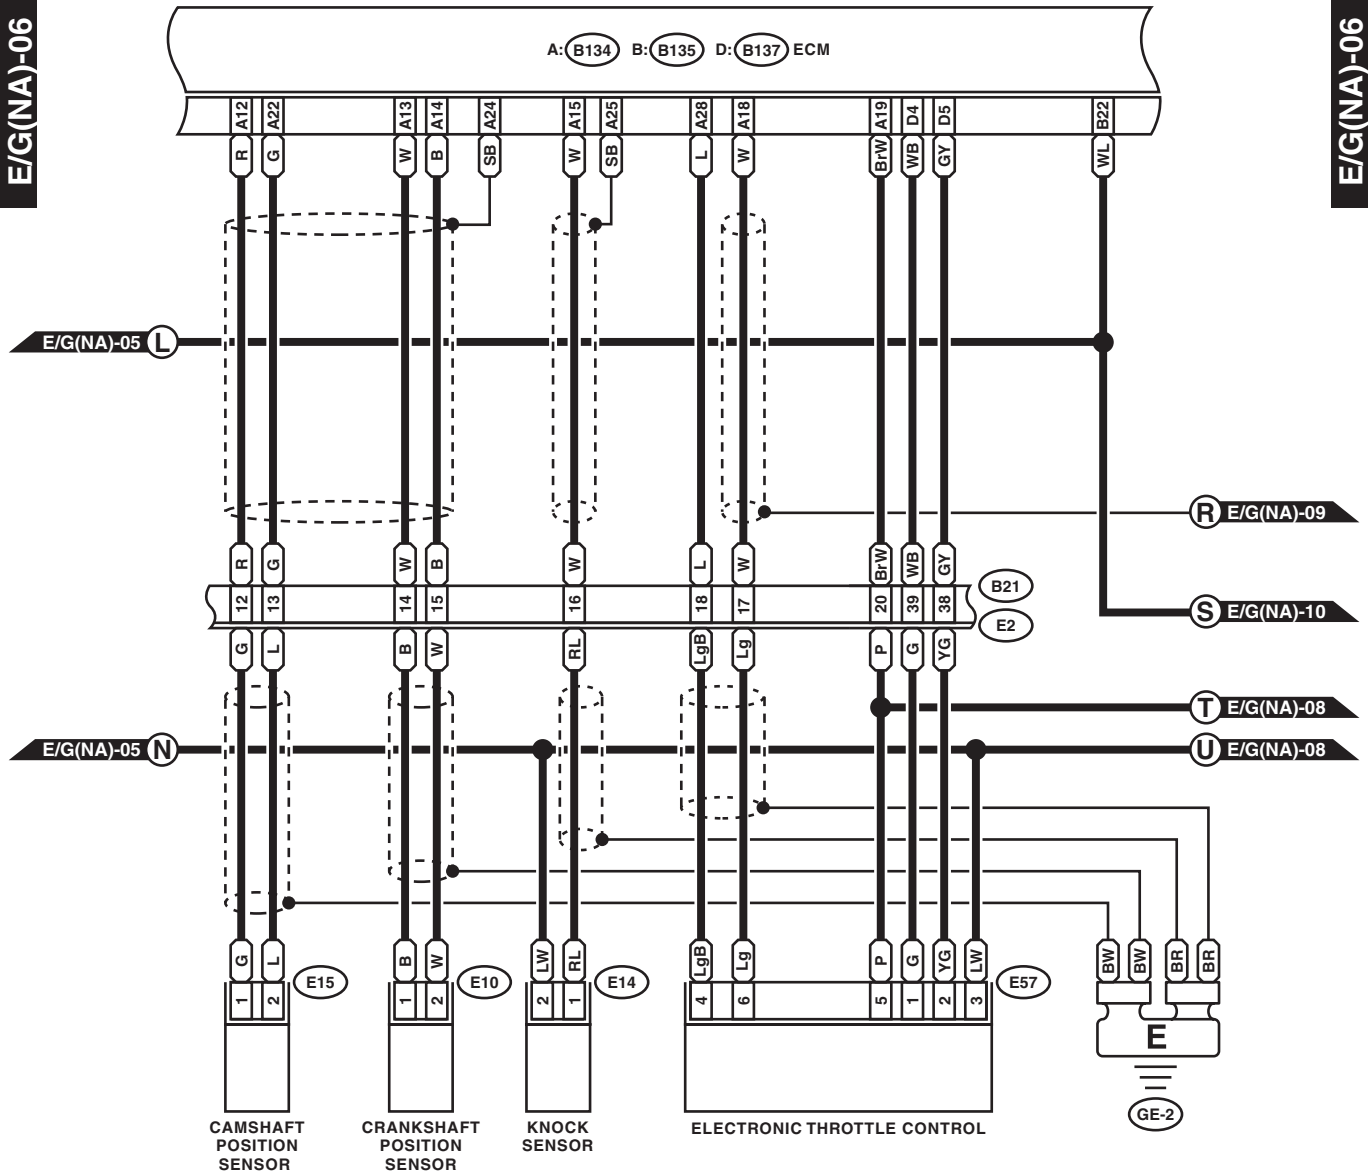 E/G(NA)-06
E/G(NA)-06
A: B134 B: B135 D: B137 ECM
A12 A22 A13 A14 A24 A15 A25 A28 A18 A19 D4 D5 B22
R G W B SB W SB L W BrW WB GY WL
E/G(NA)-05 L
R E/G(NA)-09
R G W B W L W BrW WB GY
B21
12 13 14 15 16 18 17 20 39 38
S E/G(NA)-10
E2
G L B W RL LgB Lg P G YG
T E/G(NA)-08
E/G(NA)-05 N
U E/G(NA)-08
G L B W LW RL LgB Lg P G YG LW BW BW BR BR
E15 E10 E14 E57
1 2 1 2 2 1 4 6 5 1 2 3
E
GE-2
CAMSHAFT
POSITION
SENSOR
CRANKSHAFT
POSITION
SENSOR
KNOCK
SENSOR
ELECTRONIC THROTTLE CONTROL